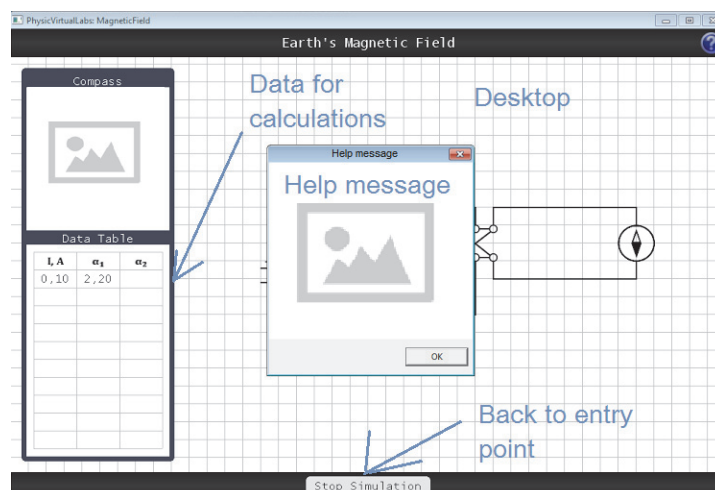 PhysicVirtualLabs: MagneticField
Earth's Magnetic Field
?
Compass
Data for
calculations
Desktop
Help message
Help message
Data Table
I, A α₁ α₂
0,10 2,20
OK
Back to entry
point
Stop Simulation